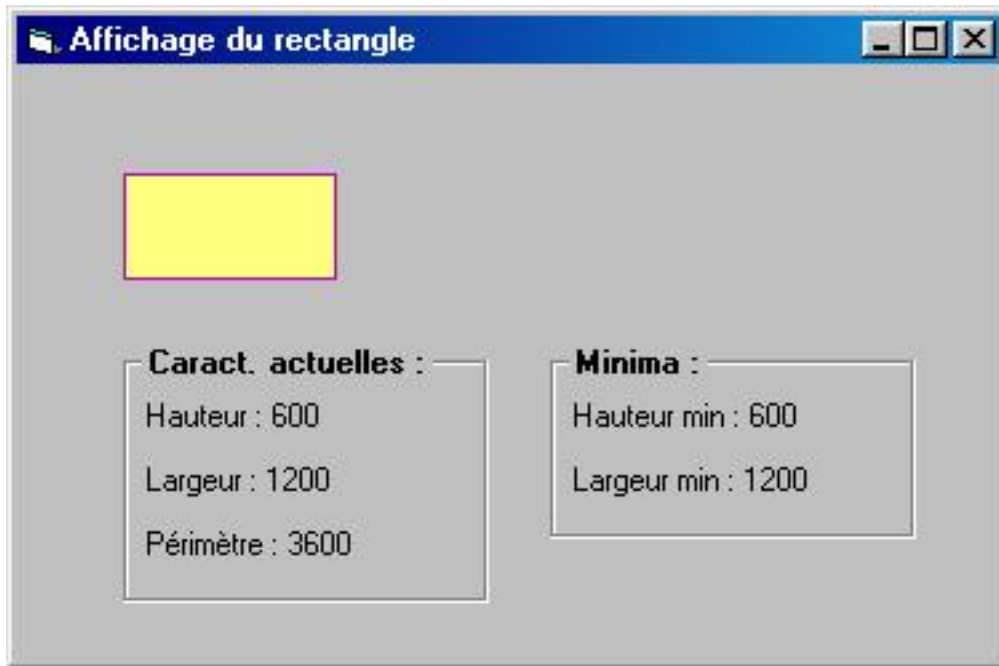 Affichage du rectangle
Caract. actuelles :
Hauteur : 600
Largeur : 1200
Périmètre : 3600
Minima :
Hauteur min : 600
Largeur min : 1200